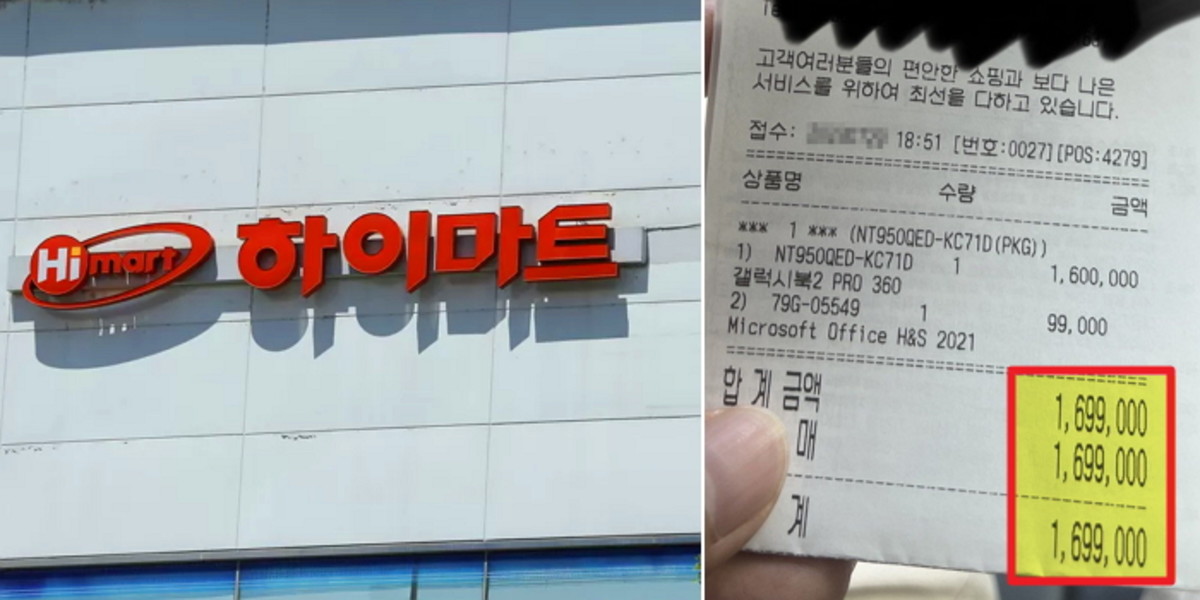 Hi mart 하이마트
고객여러분들의 편안한 쇼핑과 보다 나은
서비스를 위하여 최선을 다하고 있습니다.
접수: 18:51 [번호:0027][POS:4279]
상품명 수량 금액
*** 1 *** (NT950QED-KC71D(PKG))
1) NT950QED-KC71D 1 1,600,000
갤럭시북2 PRO 360
2) 79G-05549 1 99,000
Microsoft Office H&S 2021
합 계 금액 1,699,000
매 1,699,000
계 1,699,000